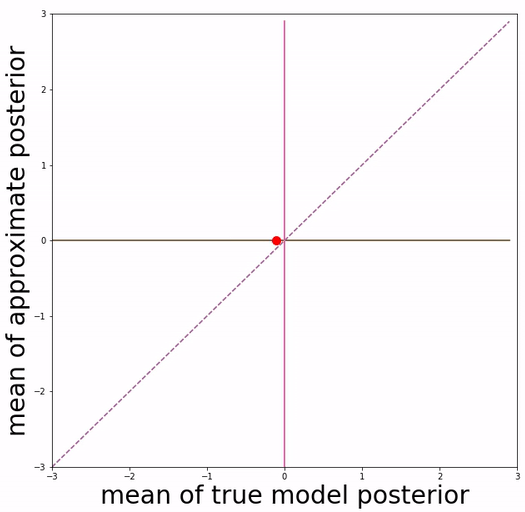 mean of approximate posterior
3
2
1
0
−1
−2
−3
−3 −2 −1 0 1 2 3
mean of true model posterior